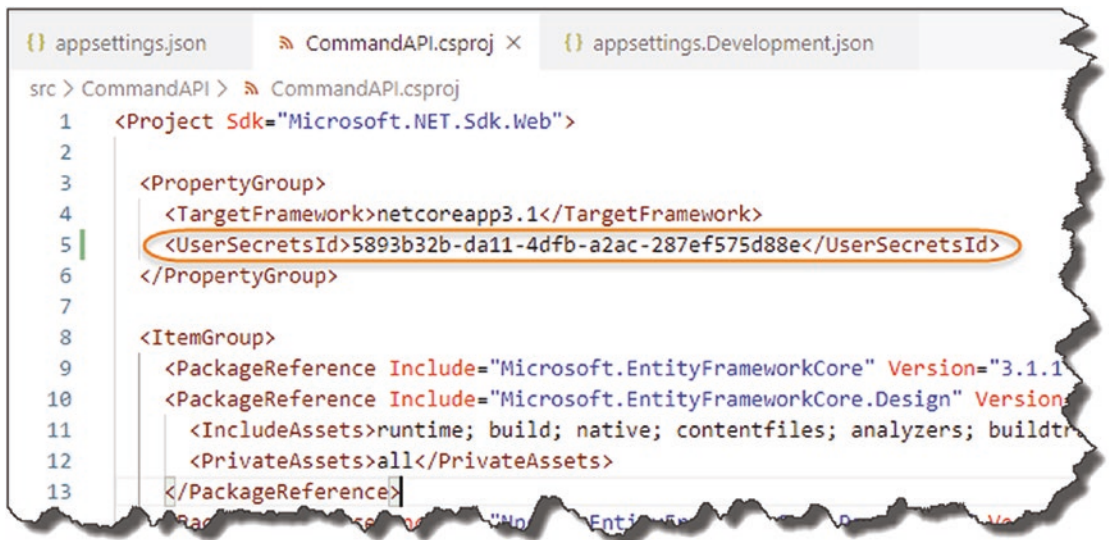 {} appsettings.json CommandAPI.csproj × {} appsettings.Development.json
src > CommandAPI > CommandAPI.csproj
1 <Project Sdk="Microsoft.NET.Sdk.Web">
2
3 <PropertyGroup>
4 <TargetFramework>netcoreapp3.1</TargetFramework>
5 <UserSecretsId>5893b32b-da11-4dfb-a2ac-287ef575d88e</UserSecretsId>
6 </PropertyGroup>
7
8 <ItemGroup>
9 <PackageReference Include="Microsoft.EntityFrameworkCore" Version="3.1.1
10 <PackageReference Include="Microsoft.EntityFrameworkCore.Design" Version
11 <IncludeAssets>runtime; build; native; contentfiles; analyzers;
12 <PrivateAssets>all</PrivateAssets>
13 </PackageReference>